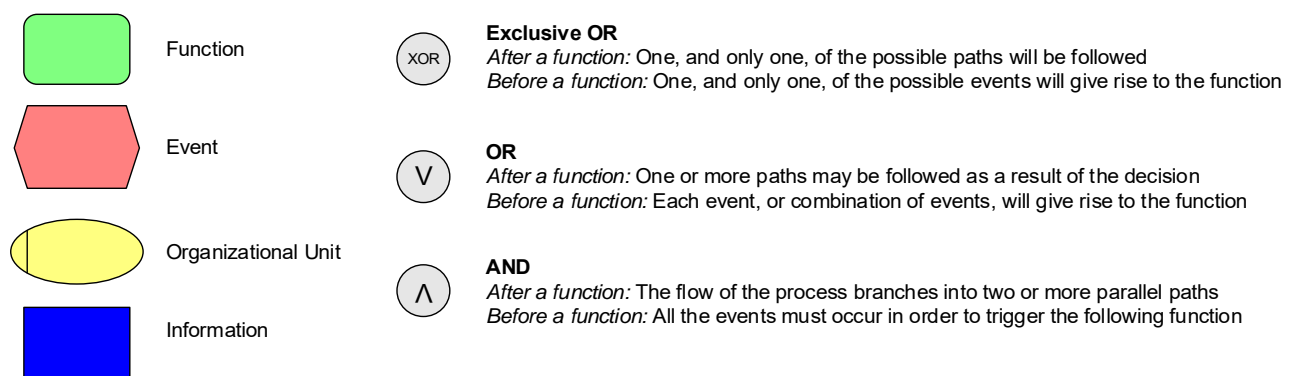 Function
Event
Organizational Unit
Information
XOR
Exclusive OR
After a function: One, and only one, of the possible paths will be followed
Before a function: One, and only one, of the possible events will give rise to the function
V
OR
After a function: One or more paths may be followed as a result of the decision
Before a function: Each event, or combination of events, will give rise to the function
Λ
AND
After a function: The flow of the process branches into two or more parallel paths
Before a function: All the events must occur in order to trigger the following function